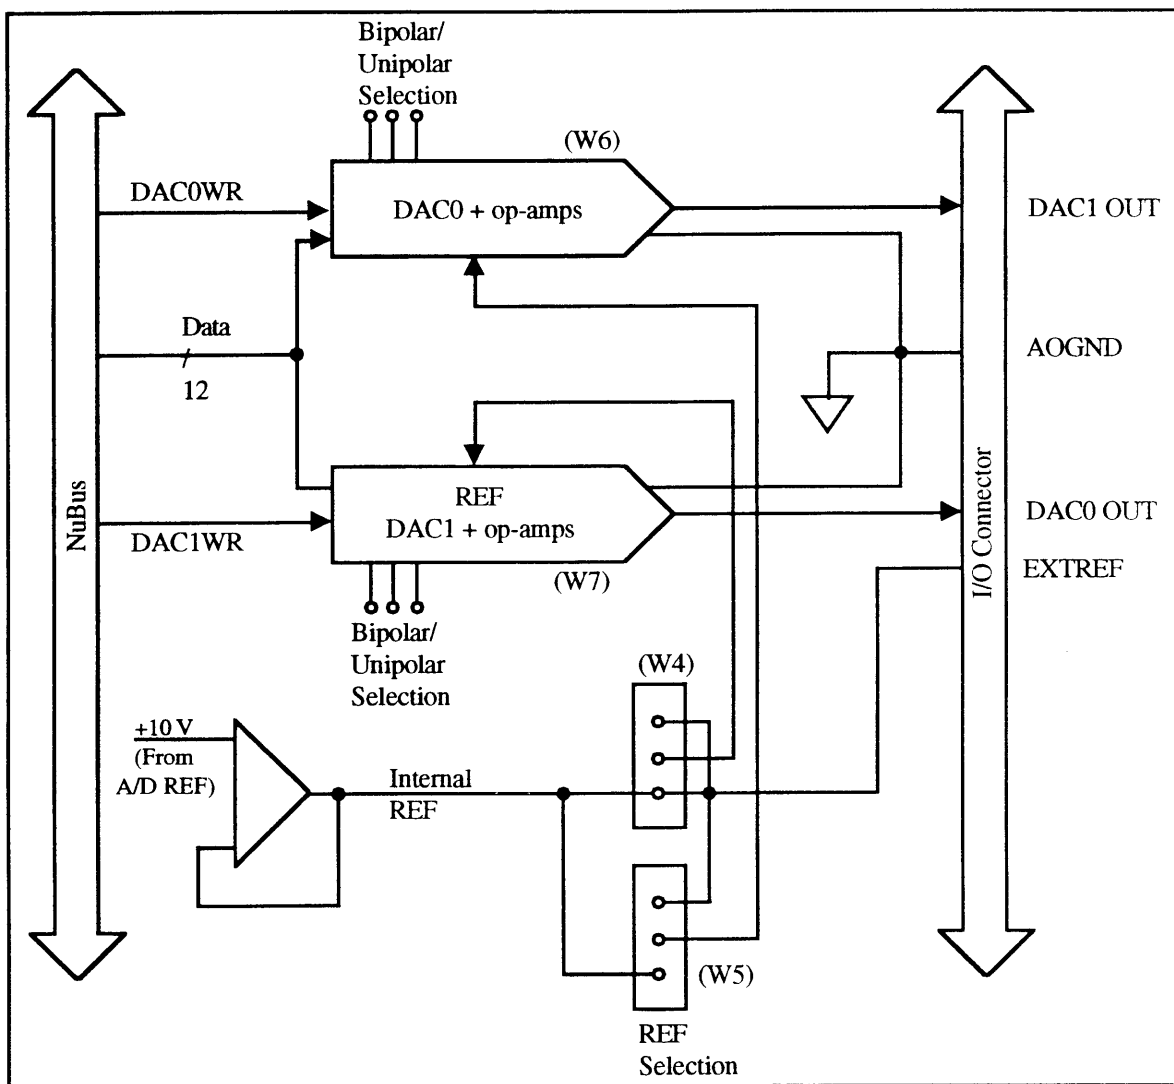 Bipolar/
Unipolar
Selection
(W6)
DAC0WR
DAC0 + op-amps
DAC1 OUT
Data
12
AOGND
NuBus
REF
DAC1 + op-amps
DAC1WR
(W7)
DAC0 OUT
I/O Connector
EXTREF
Bipolar/
Unipolar
Selection
(W4)
+10 V
(From
A/D REF)
Internal
REF
(W5)
REF
Selection